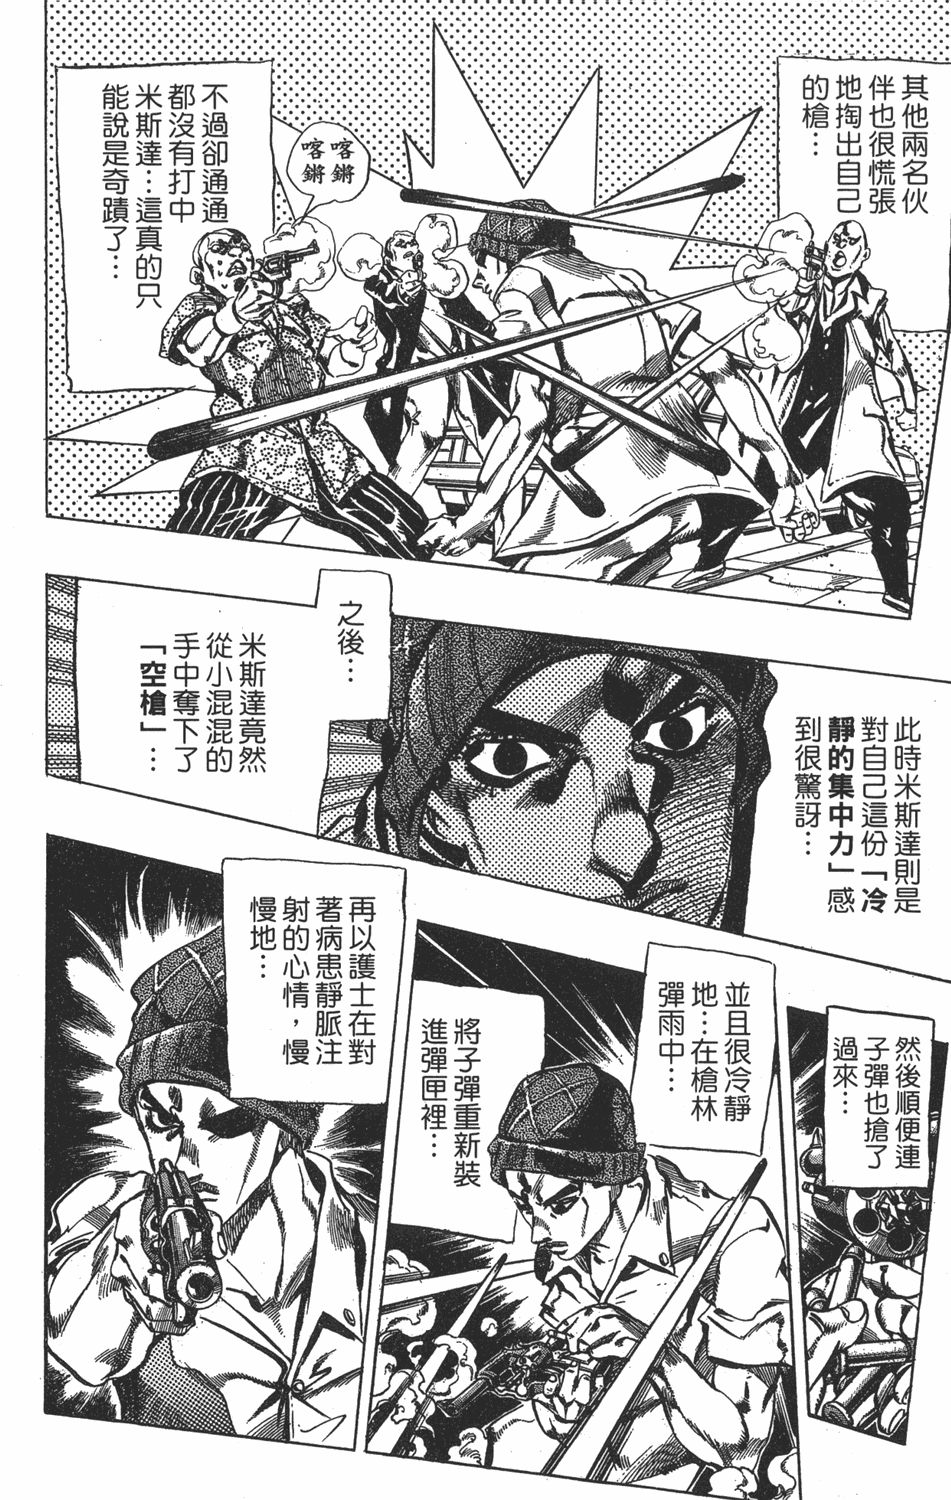 其他兩名伙
伴也很慌張
地掏出自己
的槍…
喀鏘
喀鏘
不過卻通通
都沒有打中
米斯達…這真的只
能說是奇蹟了…
此時米斯達則是
對自己這份「冷
靜的集中力」感
到很驚訝…
之後…
米斯達竟然
從小混混的
手中奪下了
「空槍」…
然後順便連
子彈也搶了
過來…
並且很冷靜
地…在槍林
彈雨中…
將子彈重新裝
進彈匣裡…
再以護士在對
著病患靜脈注
射的心情，慢
慢地…